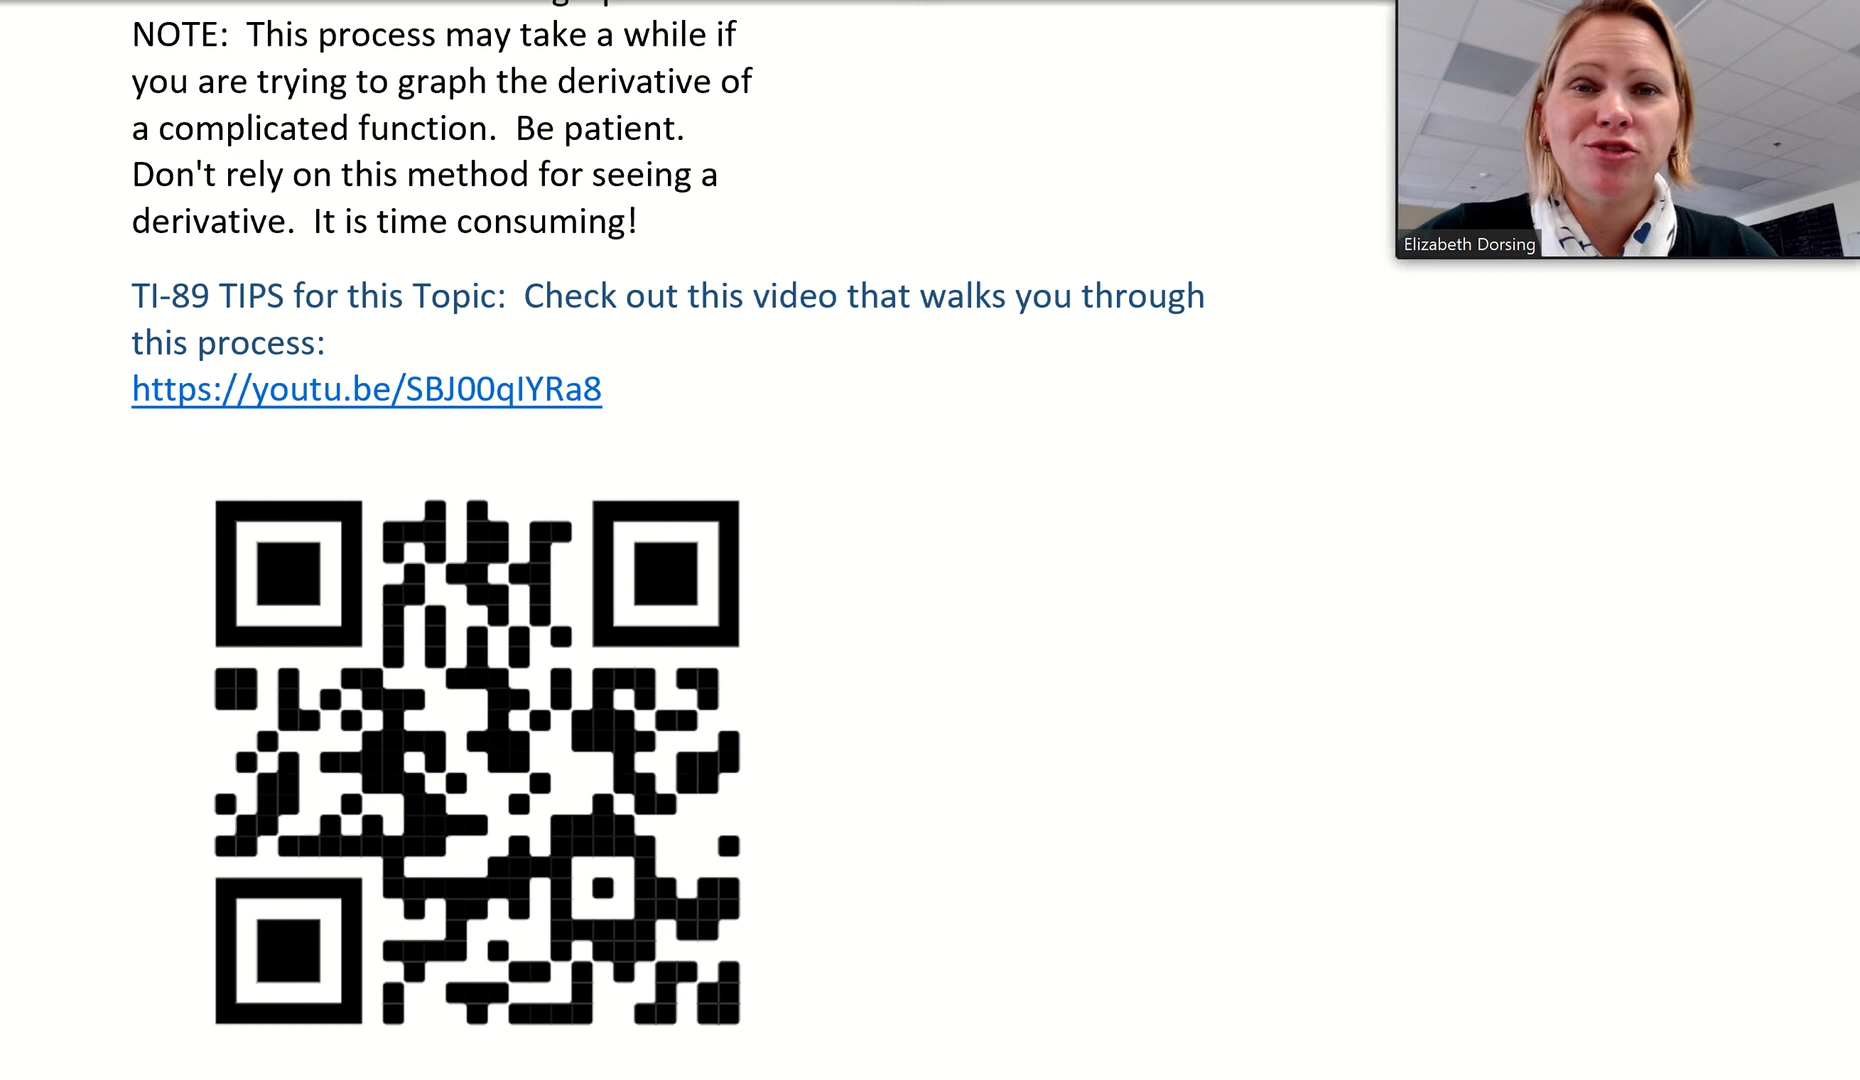 NOTE:  This process may take a while if
you are trying to graph the derivative of
a complicated function.  Be patient.
Don't rely on this method for seeing a
derivative.  It is time consuming!
TI-89 TIPS for this Topic:  Check out this video that walks you through
this process:
https://youtu.be/SBJ00qIYRa8
Elizabeth Dorsing